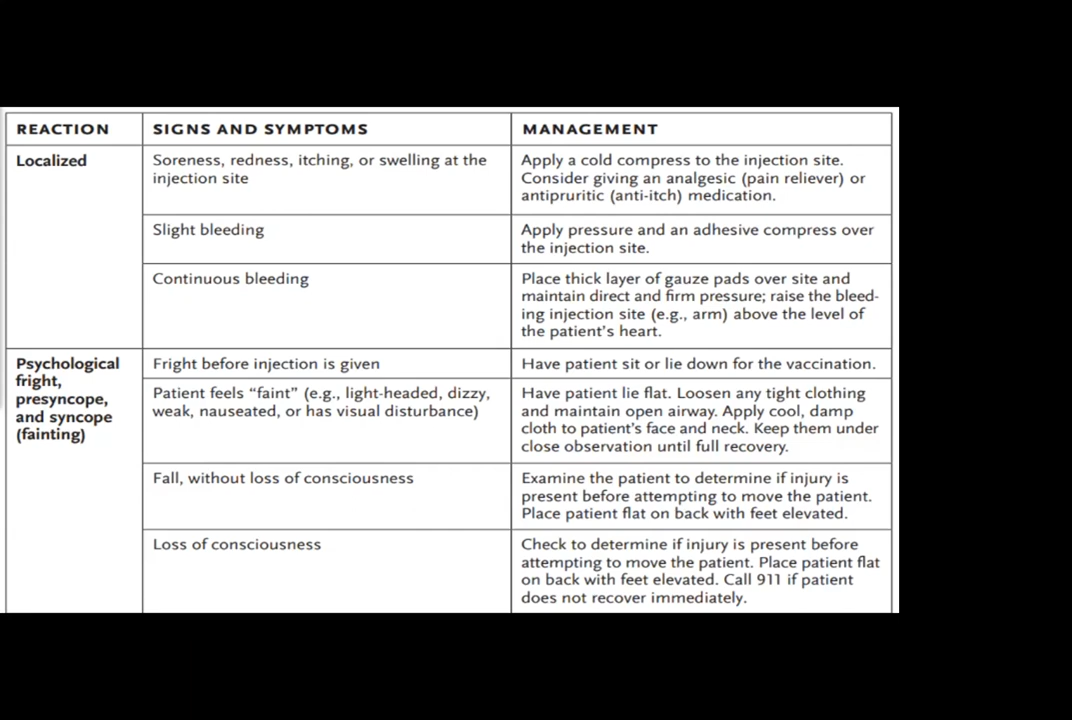 REACTION SIGNS AND SYMPTOMS MANAGEMENT
Localized
Soreness, redness, itching, or swelling at the
injection site
Apply a cold compress to the injection site.
Consider giving an analgesic (pain reliever) or
antipruritic (anti-itch) medication.
Slight bleeding
Apply pressure and an adhesive compress over
the injection site.
Continuous bleeding
Place thick layer of gauze pads over site and
maintain direct and firm pressure; raise the bleed-
ing injection site (e.g., arm) above the level of
the patient's heart.
Psychological
fright,
presyncope,
and syncope
(fainting)
Fright before injection is given
Have patient sit or lie down for the vaccination.
Patient feels “faint” (e.g., light-headed, dizzy,
weak, nauseated, or has visual disturbance)
Have patient lie flat. Loosen any tight clothing
and maintain open airway. Apply cool, damp
cloth to patient's face and neck. Keep them under
close observation until full recovery.
Fall, without loss of consciousness
Examine the patient to determine if injury is
present before attempting to move the patient.
Place patient flat on back with feet elevated.
Loss of consciousness
Check to determine if injury is present before
attempting to move the patient. Place patient flat
on back with feet elevated. Call 911 if patient
does not recover immediately.